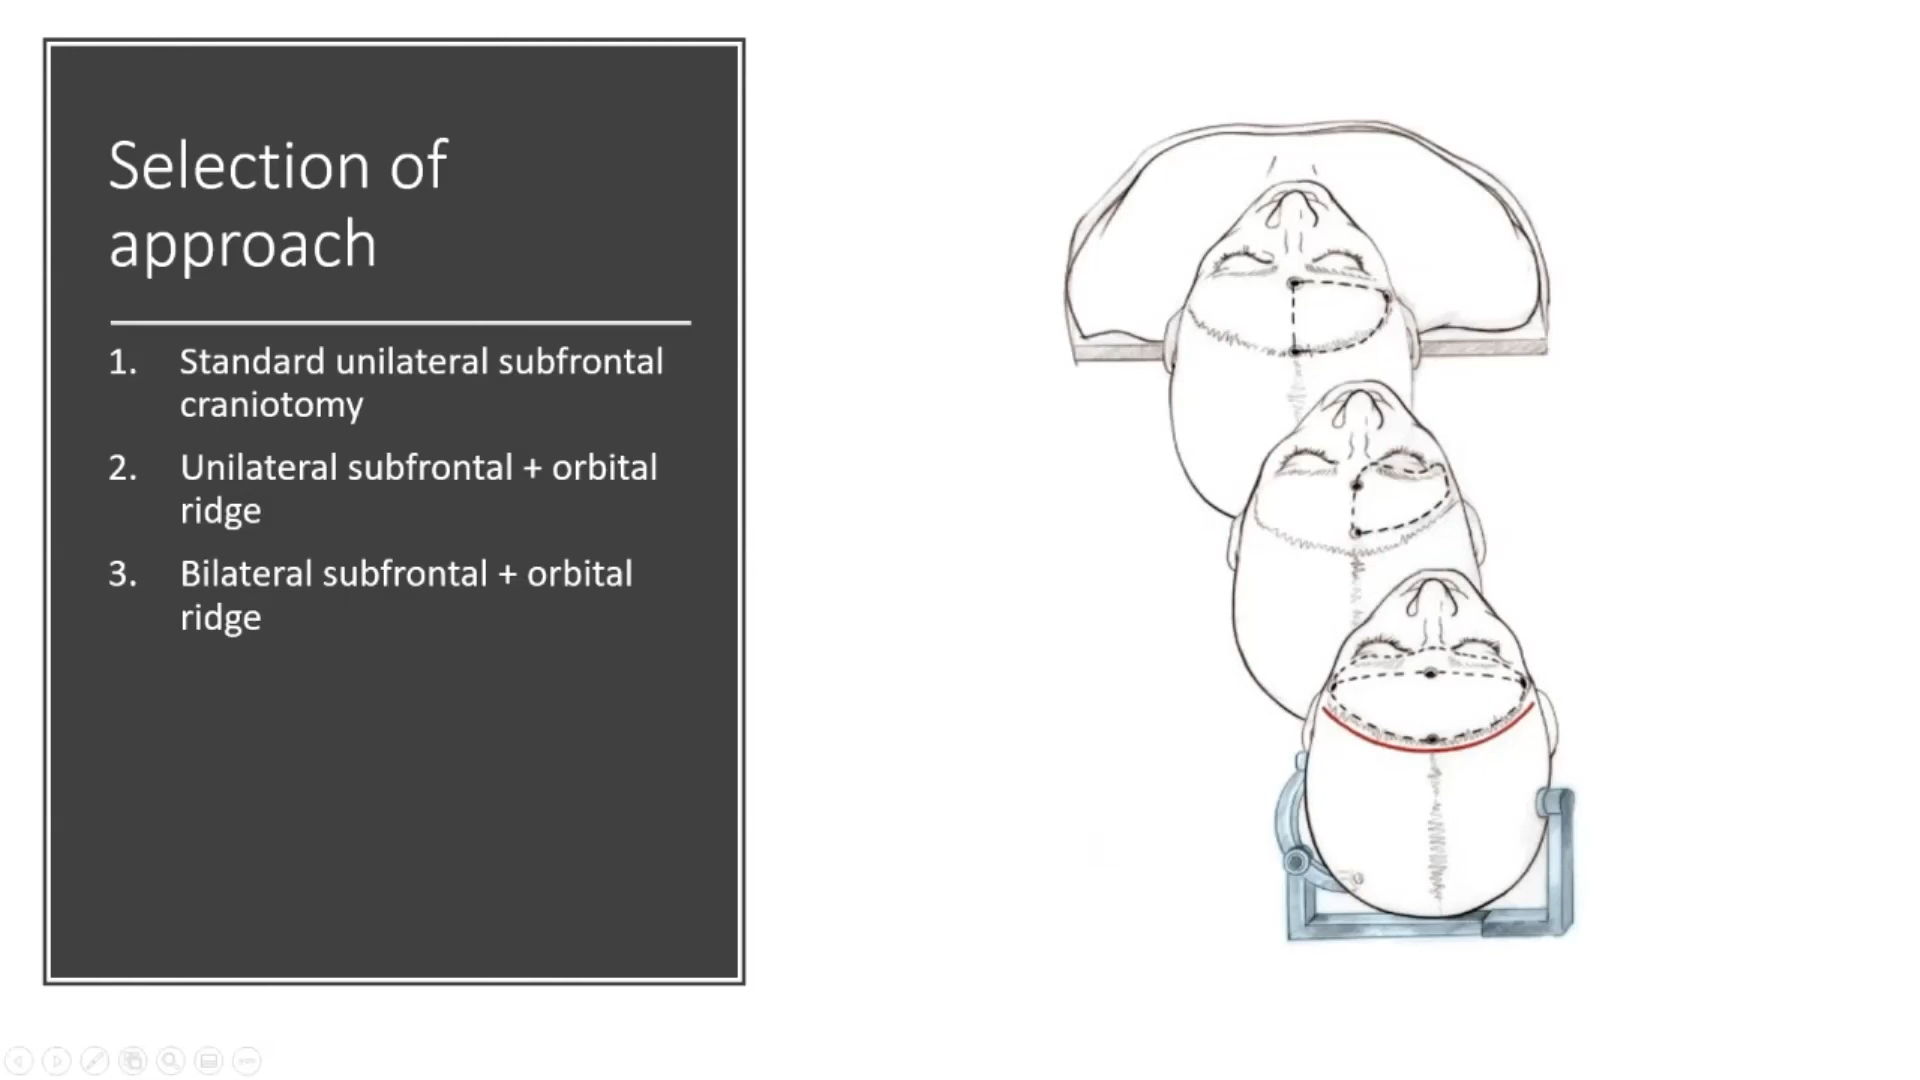 Selection of
approach
1. Standard unilateral subfrontal
craniotomy
2. Unilateral subfrontal + orbital
ridge
3. Bilateral subfrontal + orbital
ridge